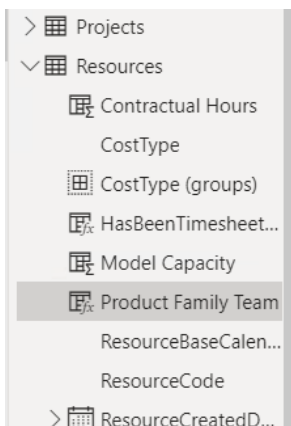 Projects
Resources
Contractual Hours
CostType
CostType (groups)
HasBeenTimesheet...
Model Capacity
Product Family Team
ResourceBaseCalen...
ResourceCode
ResourceCreatedD...